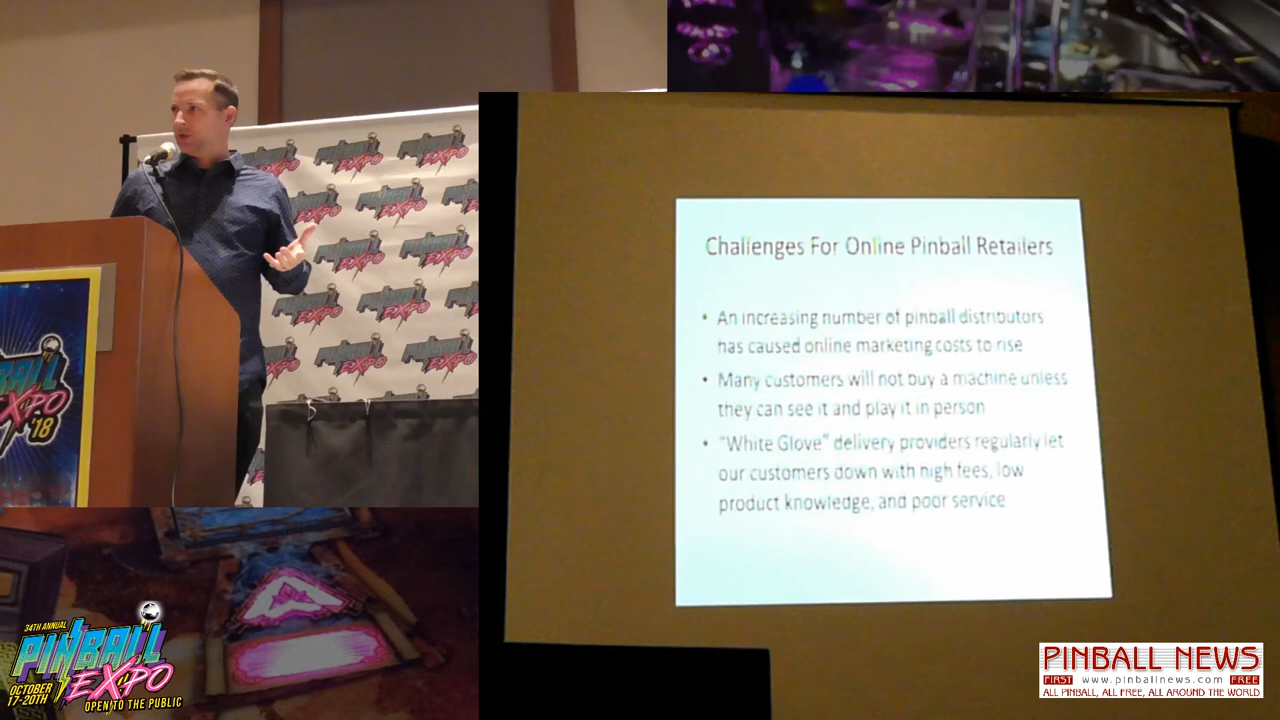 PINBALL
EXPO
'18
Challenges For Online Pinball Retailers
• An increasing number of pinball distributors
has caused online marketing costs to rise
• Many customers will not buy a machine unless
they can see it and play it in person
• "White Glove" delivery providers regularly let
our customers down with high fees, low
product knowledge, and poor service
34TH ANNUAL
PINBALL
EXPO
OCTOBER
17-20TH
OPEN TO THE PUBLIC
PINBALL NEWS
FIRST www.pinballnews.com FREE
ALL PINBALL, ALL FREE, ALL AROUND THE WORLD